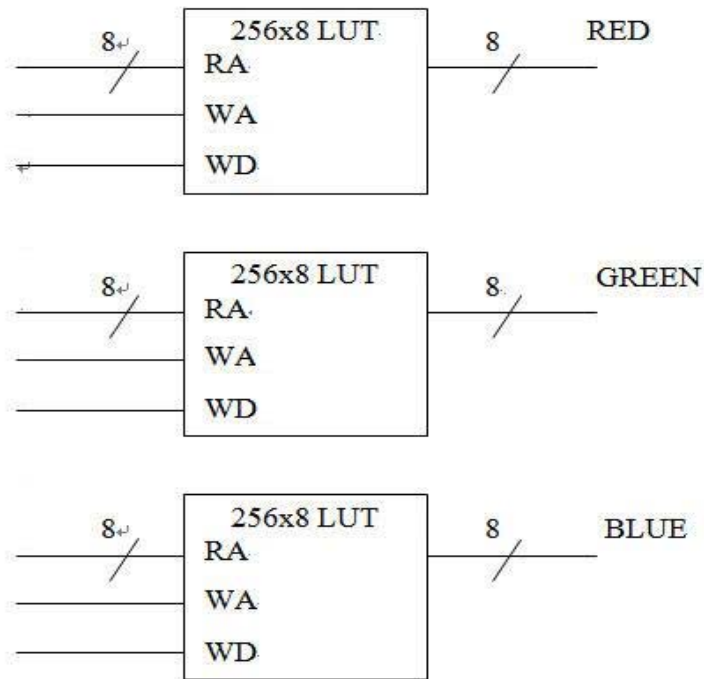 256x8 LUT
8↵ 8 RED
RA
WA
↵ WD
256x8 LUT
8↵ 8 GREEN
RA
WA
WD
256x8 LUT
8↵ 8 BLUE
RA
WA
WD